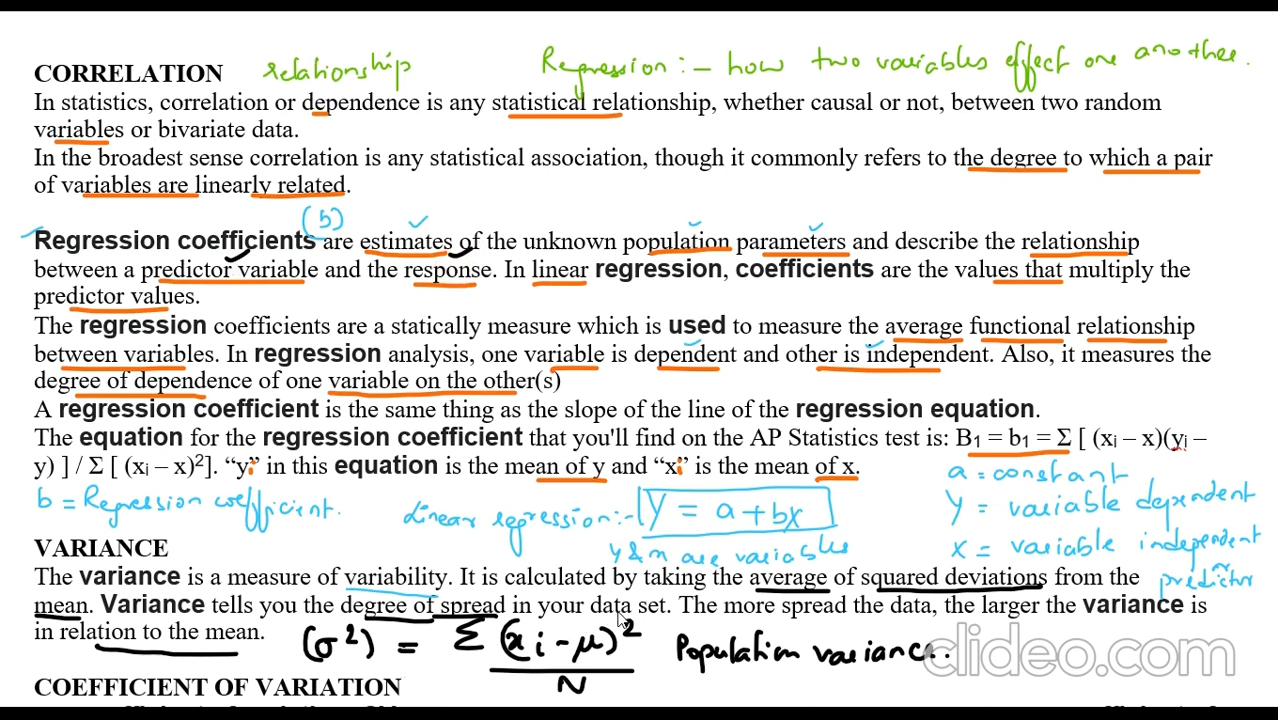 CORRELATION relationship Regression :- how two variables effect one another.
In statistics, correlation or dependence is any statistical relationship, whether causal or not, between two random
variables or bivariate data.
In the broadest sense correlation is any statistical association, though it commonly refers to the degree to which a pair
of variables are linearly related.
(b)
Regression coefficients are estimates of the unknown population parameters and describe the relationship
between a predictor variable and the response. In linear regression, coefficients are the values that multiply the
predictor values.
The regression coefficients are a statically measure which is used to measure the average functional relationship
between variables. In regression analysis, one variable is dependent and other is independent. Also, it measures the
degree of dependence of one variable on the other(s)
A regression coefficient is the same thing as the slope of the line of the regression equation.
The equation for the regression coefficient that you'll find on the AP Statistics test is: B₁ = b₁ = Σ [ (xᵢ – x)(yᵢ –
y) ] / Σ [ (xᵢ – x)²]. “y” in this equation is the mean of y and “x” is the mean of x.
a = constant
b = Regression coefficient. Linear regression :- Y = a + bx Y = variable dependent
y & x are variables x = variable independent
VARIANCE
The variance is a measure of variability. It is calculated by taking the average of squared deviations from the predictor
mean. Variance tells you the degree of spread in your data set. The more spread the data, the larger the variance is
in relation to the mean. (σ²) = Σ (xi - μ)² / N Population variance.
clideo.com
COEFFICIENT OF VARIATION